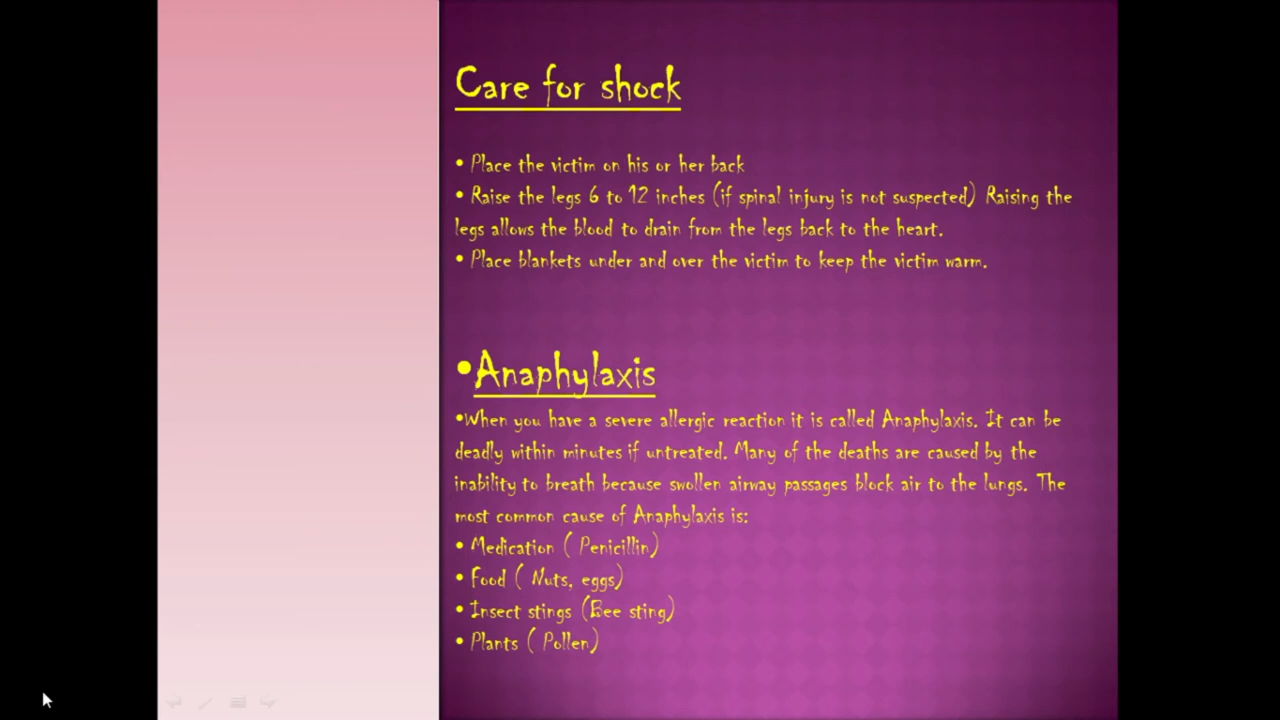 Care for shock
• Place the victim on his or her back
• Raise the legs 6 to 12 inches (if spinal injury is not suspected) Raising the
legs allows the blood to drain from the legs back to the heart.
• Place blankets under and over the victim to keep the victim warm.
•Anaphylaxis
•When you have a severe allergic reaction it is called Anaphylaxis. It can be
deadly within minutes if untreated. Many of the deaths are caused by the
inability to breath because swollen airway passages block air to the lungs. The
most common cause of Anaphylaxis is:
• Medication ( Penicillin)
• Food ( Nuts, eggs)
• Insect stings (Bee sting)
• Plants ( Pollen)